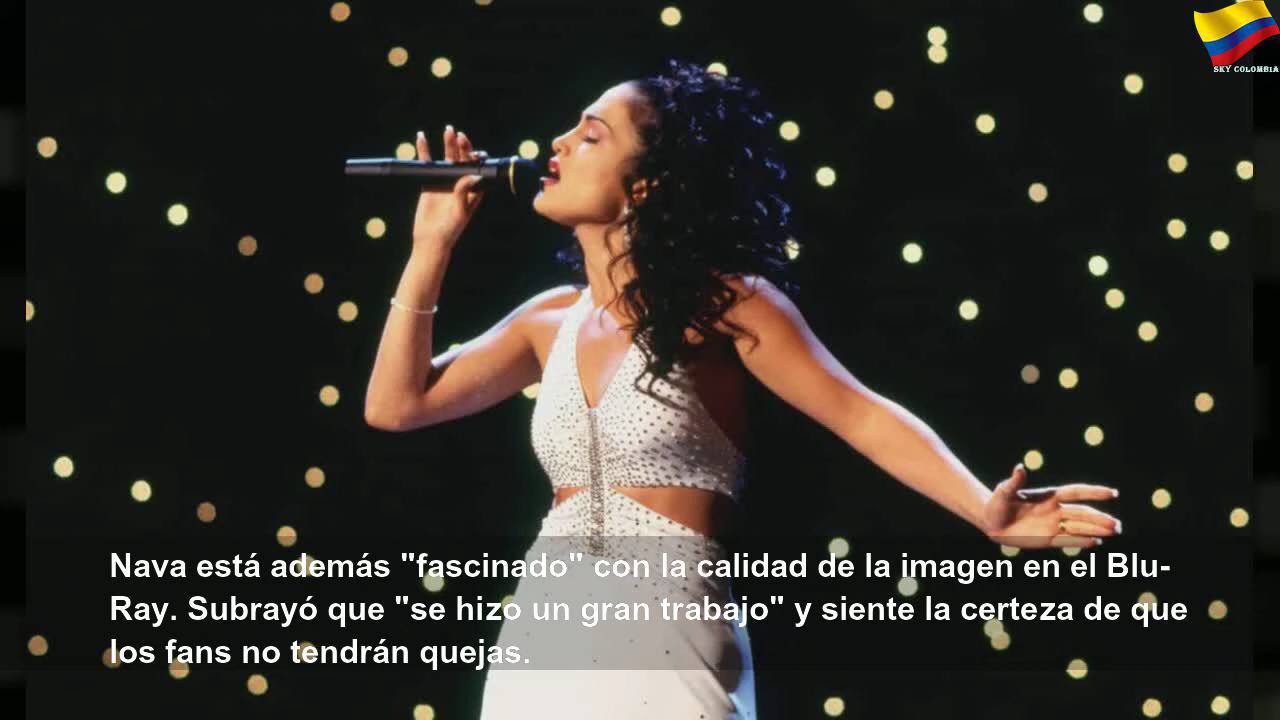 SKY COLOMBIA
Nava está además "fascinado" con la calidad de la imagen en el Blu-
Ray. Subrayó que "se hizo un gran trabajo" y siente la certeza de que
los fans no tendrán quejas.